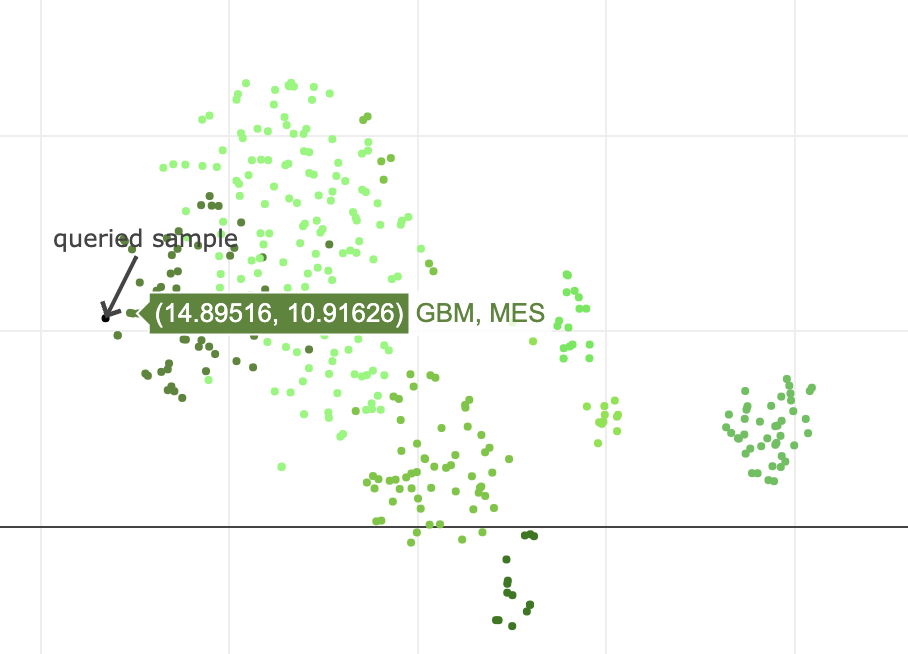 queried sample
(14.89516, 10.91626) GBM, MES